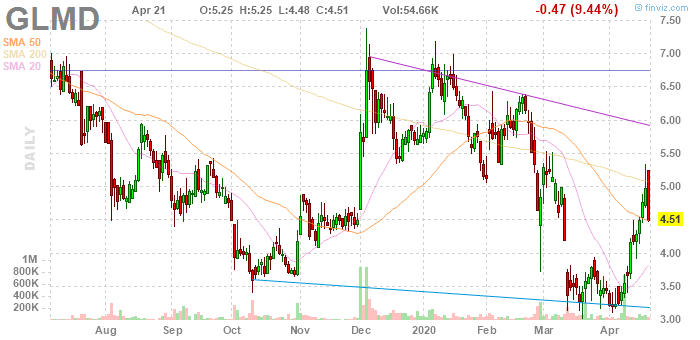 GLMD
Apr 21 O:5.25 H:5.25 L:4.48 C:4.51 Vol:54.66K -0.47 (9.44%)
© finviz.com
SMA 50
SMA 200
SMA 20
DAILY
7.50
7.00
6.50
6.00
5.50
5.00
4.51
4.00
3.50
3.00
1M
800K
600K
400K
200K
Aug Sep Oct Nov Dec 2020 Feb Mar Apr